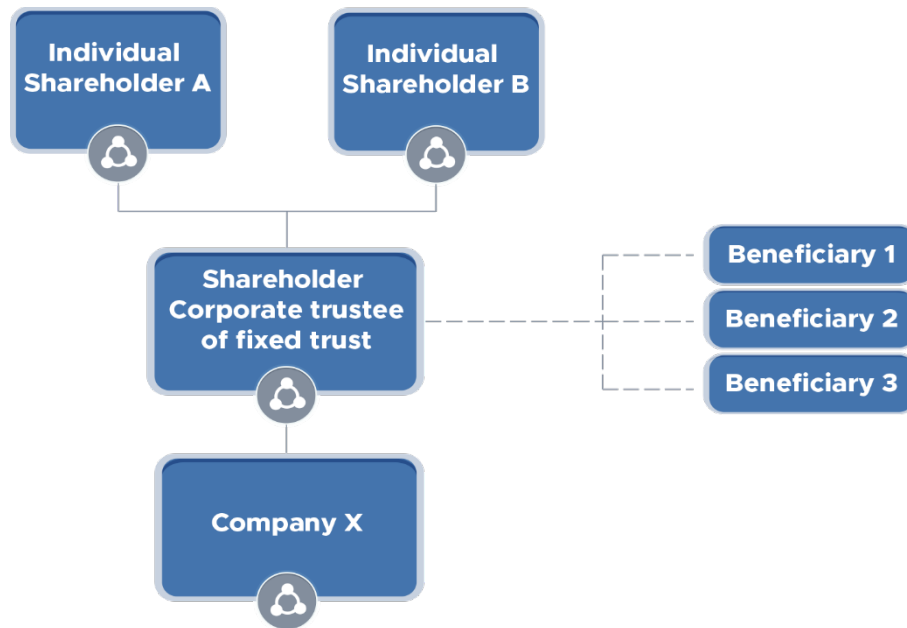 Individual
Shareholder A
Individual
Shareholder B
Shareholder
Corporate trustee
of fixed trust
Beneficiary 1
Beneficiary 2
Beneficiary 3
Company X